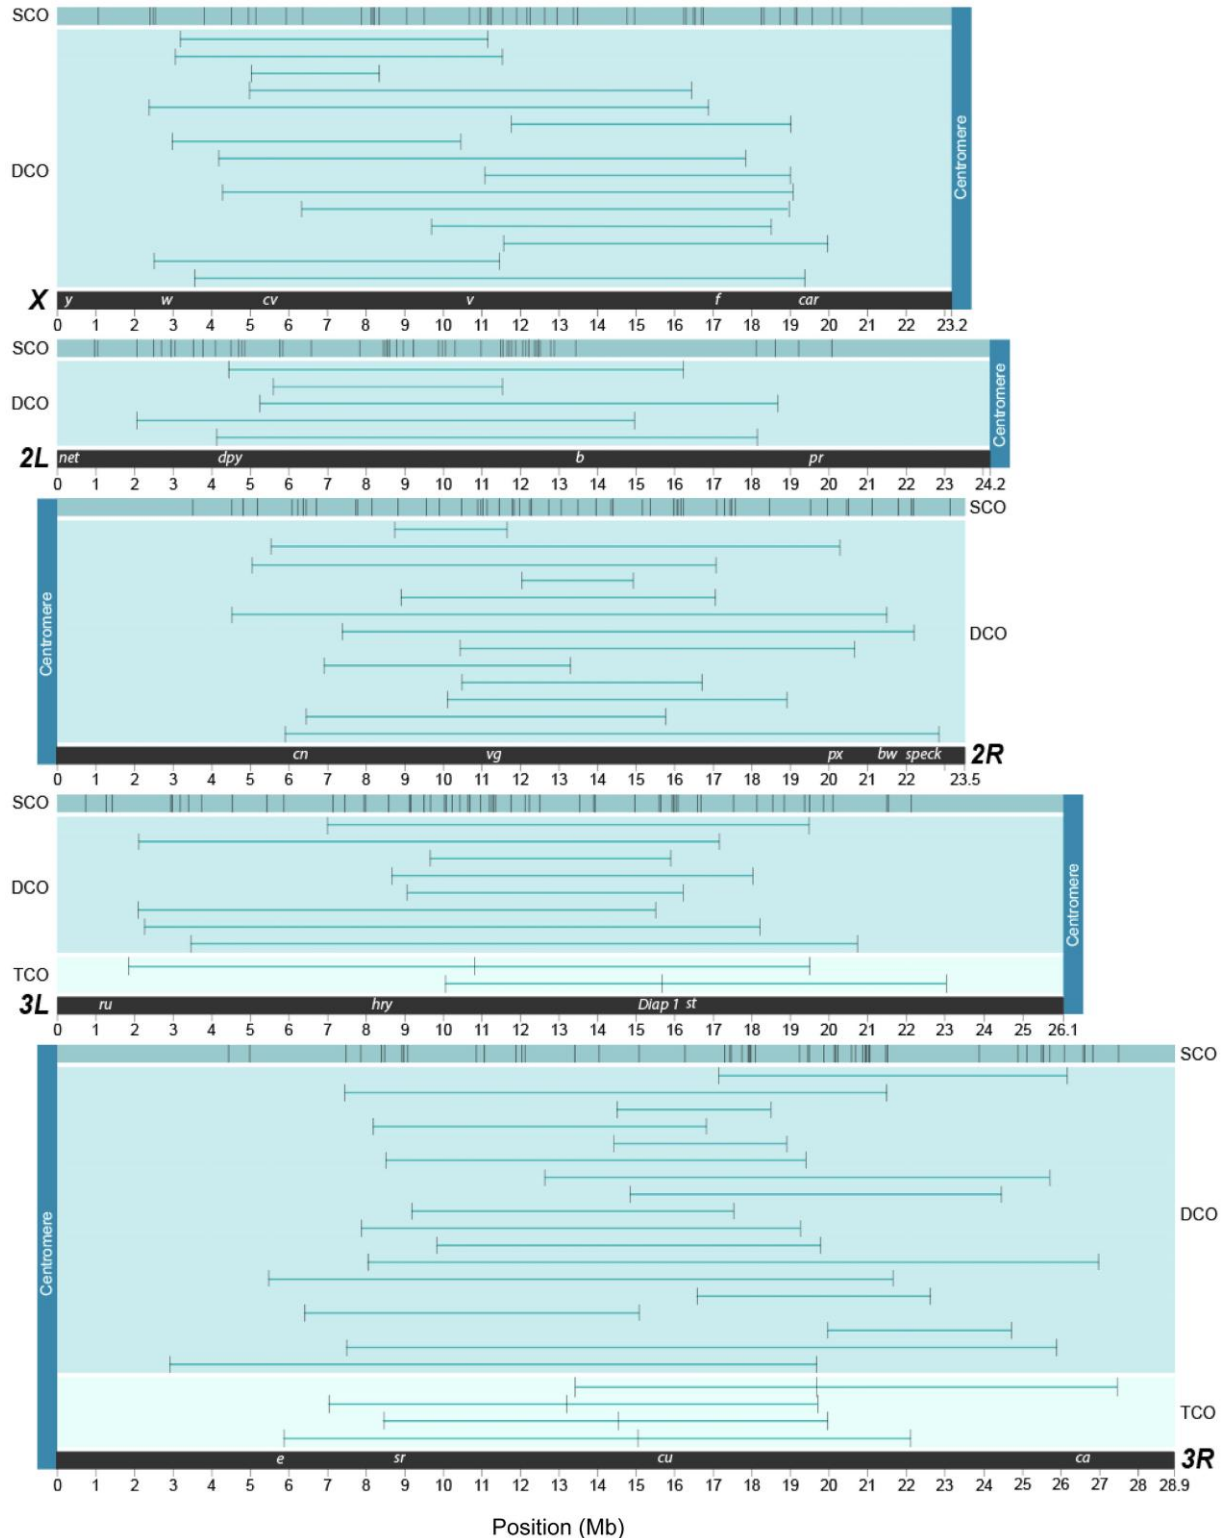 SCO
DCO
Centromere
X
y w cv v f car
0 1 2 3 4 5 6 7 8 9 10 11 12 13 14 15 16 17 18 19 20 21 22 23.2
SCO
DCO
Centromere
2L
net dpy b pr
0 1 2 3 4 5 6 7 8 9 10 11 12 13 14 15 16 17 18 19 20 21 22 23 24.2
SCO
Centromere
DCO
cn vg px bw speck
2R
0 1 2 3 4 5 6 7 8 9 10 11 12 13 14 15 16 17 18 19 20 21 22 23.5
SCO
DCO
Centromere
TCO
3L
ru hry Diap 1 st
0 1 2 3 4 5 6 7 8 9 10 11 12 13 14 15 16 17 18 19 20 21 22 23 24 25 26.1
SCO
DCO
Centromere
TCO
e sr cu ca
3R
0 1 2 3 4 5 6 7 8 9 10 11 12 13 14 15 16 17 18 19 20 21 22 23 24 25 26 27 28.9
Position (Mb)